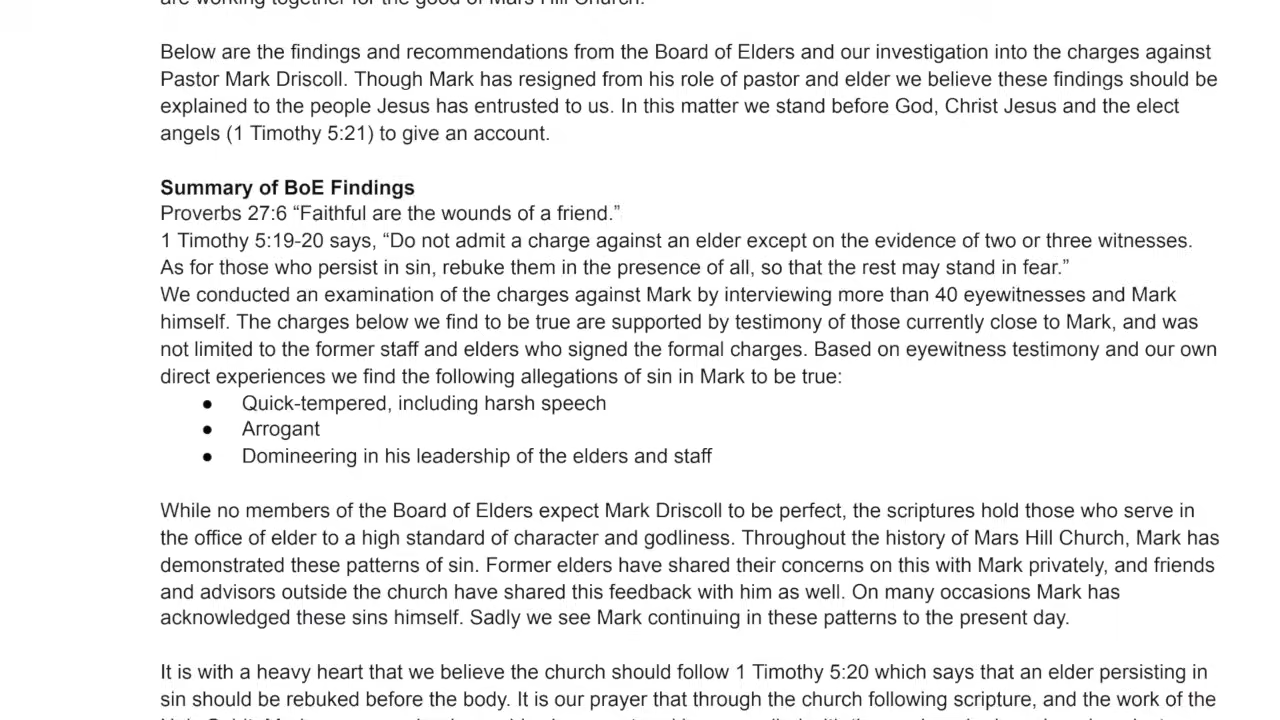 are working together for the good of Mars Hill Church.
Below are the findings and recommendations from the Board of Elders and our investigation into the charges against
Pastor Mark Driscoll. Though Mark has resigned from his role of pastor and elder we believe these findings should be
explained to the people Jesus has entrusted to us. In this matter we stand before God, Christ Jesus and the elect
angels (1 Timothy 5:21) to give an account.
Summary of BoE Findings
Proverbs 27:6 “Faithful are the wounds of a friend.”
1 Timothy 5:19-20 says, “Do not admit a charge against an elder except on the evidence of two or three witnesses.
As for those who persist in sin, rebuke them in the presence of all, so that the rest may stand in fear.”
We conducted an examination of the charges against Mark by interviewing more than 40 eyewitnesses and Mark
himself. The charges below we find to be true are supported by testimony of those currently close to Mark, and was
not limited to the former staff and elders who signed the formal charges. Based on eyewitness testimony and our own
direct experiences we find the following allegations of sin in Mark to be true:
● Quick-tempered, including harsh speech
● Arrogant
● Domineering in his leadership of the elders and staff
While no members of the Board of Elders expect Mark Driscoll to be perfect, the scriptures hold those who serve in
the office of elder to a high standard of character and godliness. Throughout the history of Mars Hill Church, Mark has
demonstrated these patterns of sin. Former elders have shared their concerns on this with Mark privately, and friends
and advisors outside the church have shared this feedback with him as well. On many occasions Mark has
acknowledged these sins himself. Sadly we see Mark continuing in these patterns to the present day.
It is with a heavy heart that we believe the church should follow 1 Timothy 5:20 which says that an elder persisting in
sin should be rebuked before the body. It is our prayer that through the church following scripture, and the work of the